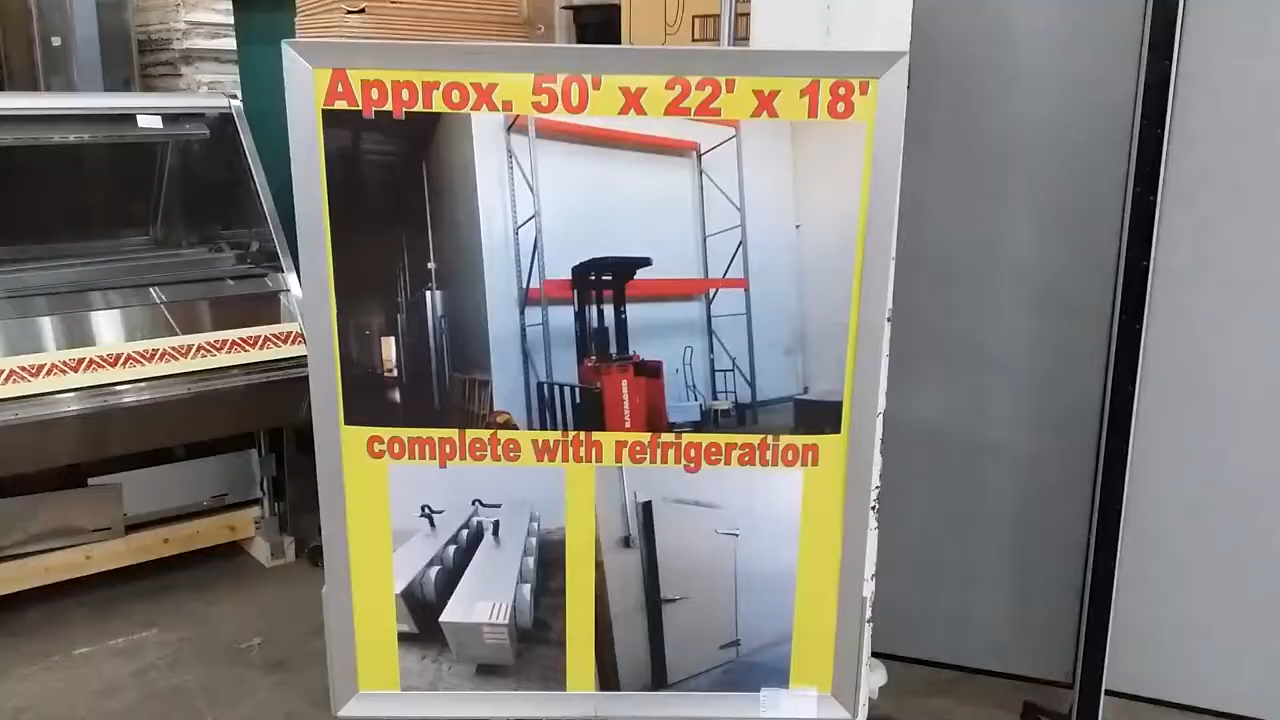 Approx. 50' x 22' x 18'
RAYMOND
complete with refrigeration